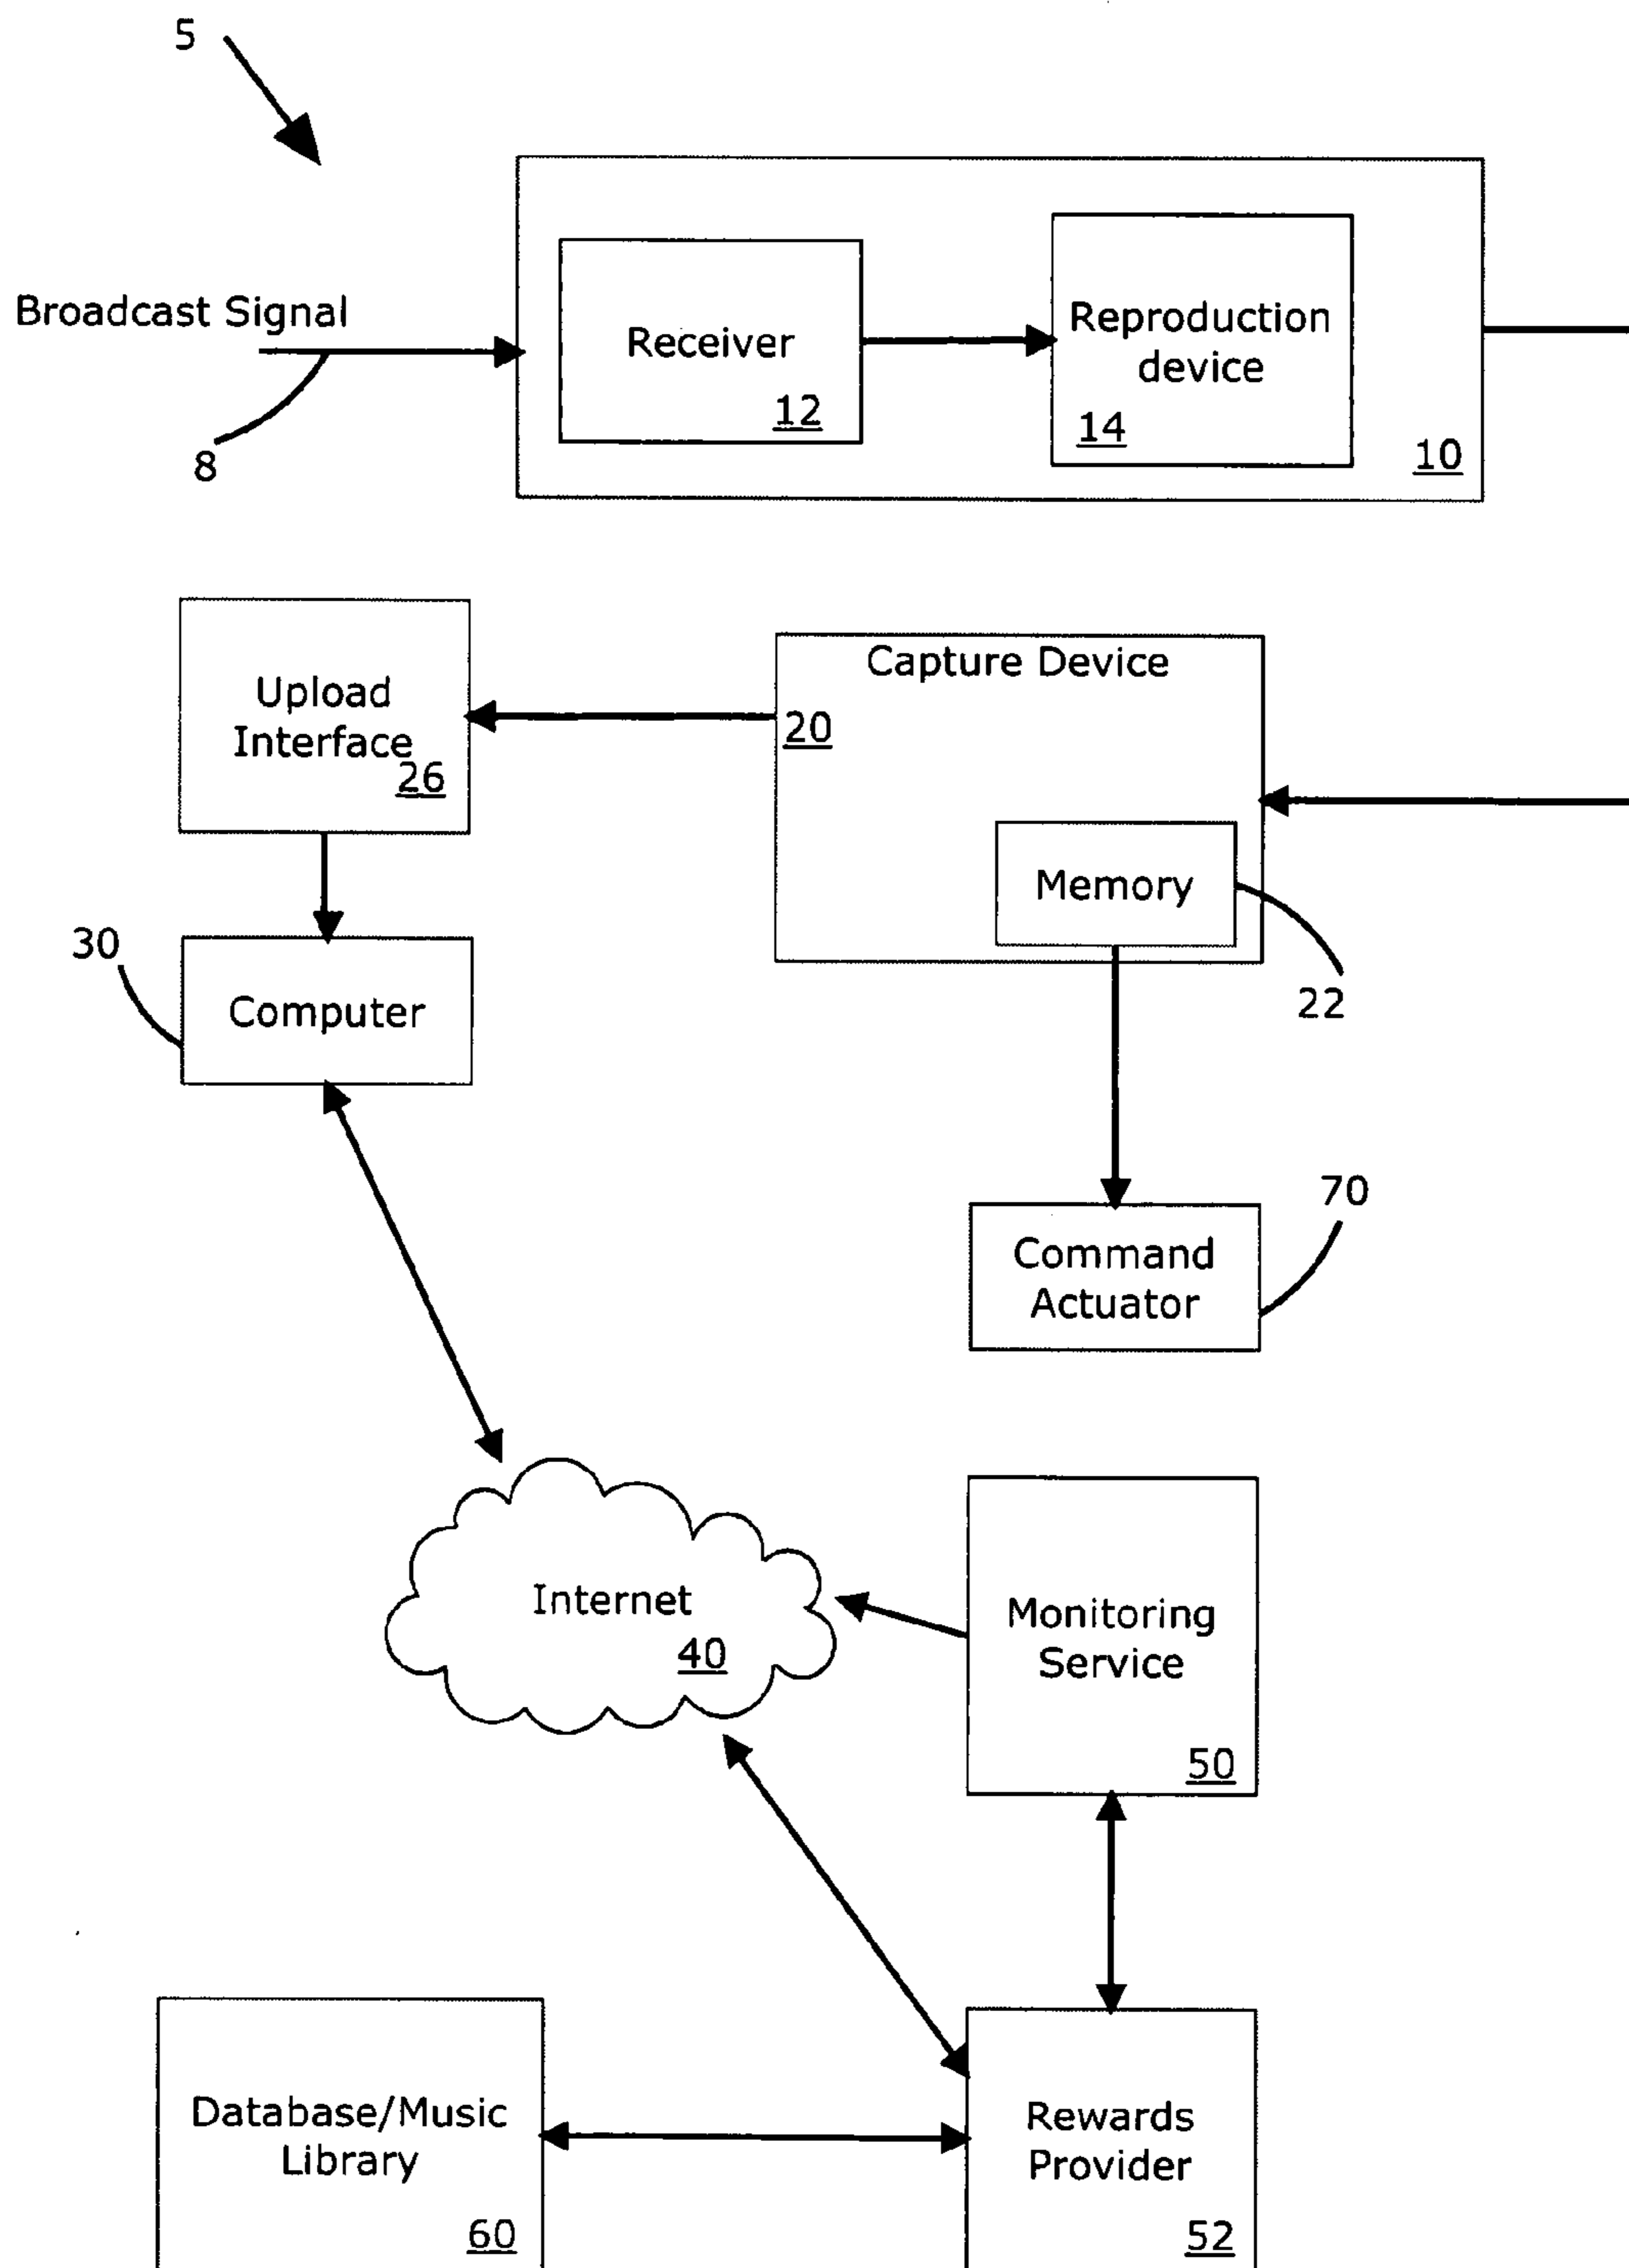 5
Broadcast Signal
8
Receiver
12
Reproduction
device
14
10
Upload
Interface
26
Capture Device
20
Memory
22
30
Computer
70
Command
Actuator
Internet
40
Monitoring
Service
50
Database/Music
Library
60
Rewards
Provider
52